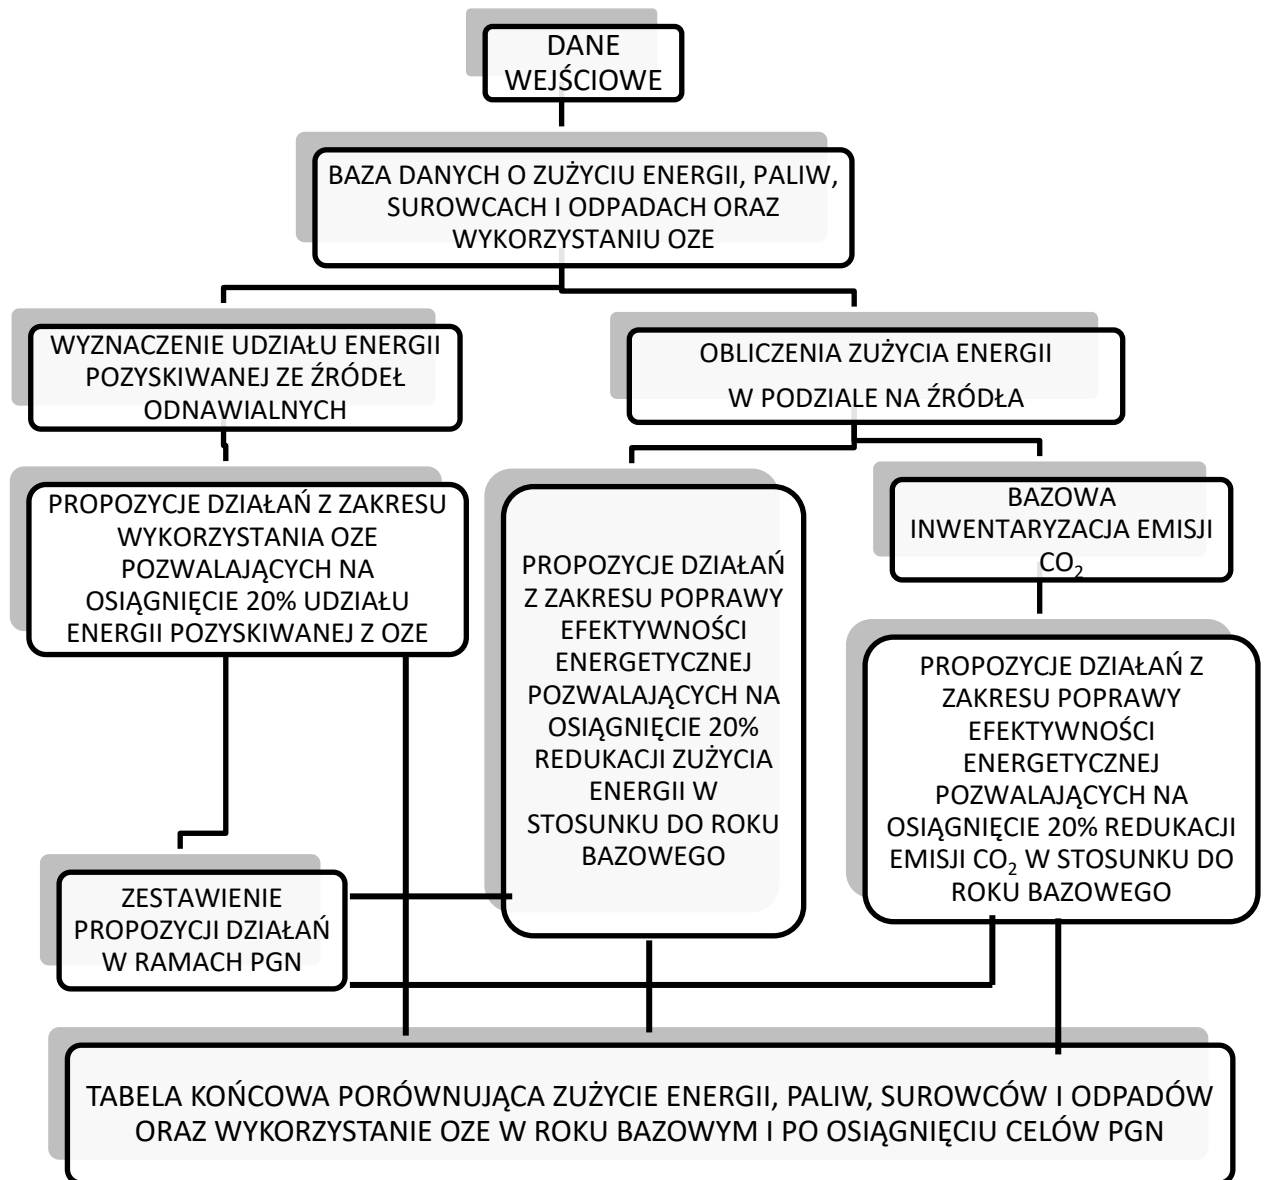 DANE
WEJŚCIOWE
BAZA DANYCH O ZUŻYCIU ENERGII, PALIW,
SUROWCACH I ODPADACH ORAZ
WYKORZYSTANIU OZE
WYZNACZENIE UDZIAŁU ENERGII
POZYSKIWANEJ ZE ŹRÓDEŁ
ODNAWIALNYCH
OBLICZENIA ZUŻYCIA ENERGII
W PODZIALE NA ŹRÓDŁA
PROPOZYCJE DZIAŁAŃ Z ZAKRESU
WYKORZYSTANIA OZE
POZWALAJĄCYCH NA
OSIĄGNIĘCIE 20% UDZIAŁU
ENERGII POZYSKIWANEJ Z OZE
PROPOZYCJE DZIAŁAŃ
Z ZAKRESU POPRAWY
EFEKTYWNOŚCI
ENERGETYCZNEJ
POZWALAJĄCYCH NA
OSIĄGNIĘCIE 20%
REDUKACJI ZUŻYCIA
ENERGII W
STOSUNKU DO ROKU
BAZOWEGO
BAZOWA
INWENTARYZACJA EMISJI
CO₂
PROPOZYCJE DZIAŁAŃ Z
ZAKRESU POPRAWY
EFEKTYWNOŚCI
ENERGETYCZNEJ
POZWALAJĄCYCH NA
OSIĄGNIĘCIE 20% REDUKACJI
EMISJI CO₂ W STOSUNKU DO
ROKU BAZOWEGO
ZESTAWIENIE
PROPOZYCJI DZIAŁAŃ
W RAMACH PGN
TABELA KOŃCOWA PORÓWNUJĄCA ZUŻYCIE ENERGII, PALIW, SUROWCÓW I ODPADÓW
ORAZ WYKORZYSTANIE OZE W ROKU BAZOWYM I PO OSIĄGNIĘCIU CELÓW PGN